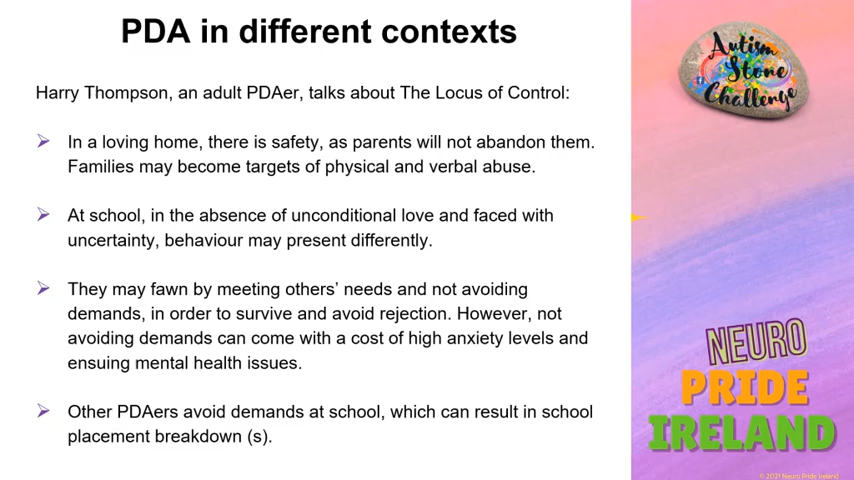 PDA in different contexts
Harry Thompson, an adult PDAer, talks about The Locus of Control:
In a loving home, there is safety, as parents will not abandon them.
Families may become targets of physical and verbal abuse.
At school, in the absence of unconditional love and faced with
uncertainty, behaviour may present differently.
They may fawn by meeting others’ needs and not avoiding
demands, in order to survive and avoid rejection. However, not
avoiding demands can come with a cost of high anxiety levels and
ensuing mental health issues.
Other PDAers avoid demands at school, which can result in school
placement breakdown (s).
Autism
Stone
Challenge
NEURO
PRIDE
IRELAND
© 2021 Neuro Pride Ireland